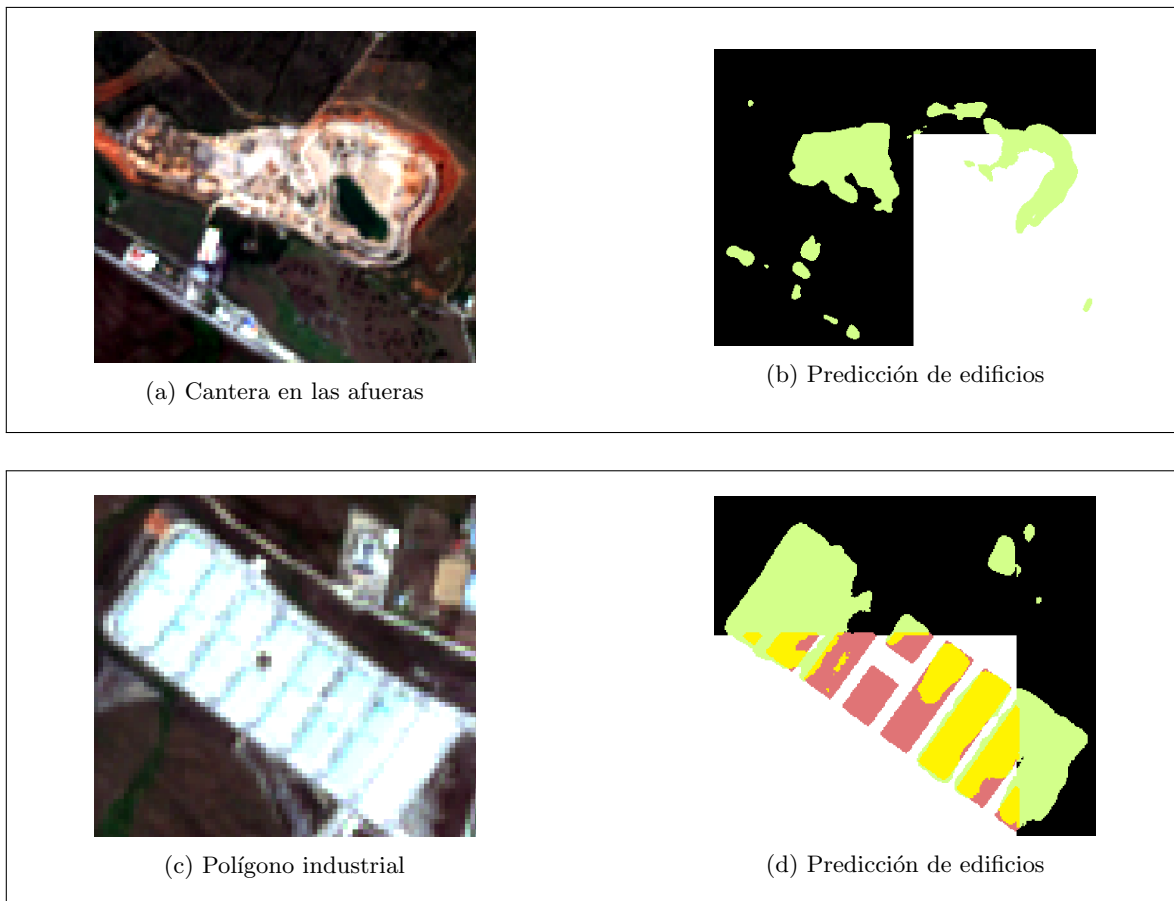 (a) Cantera en las afueras
(b) Predicción de edificios
(c) Polígono industrial
(d) Predicción de edificios